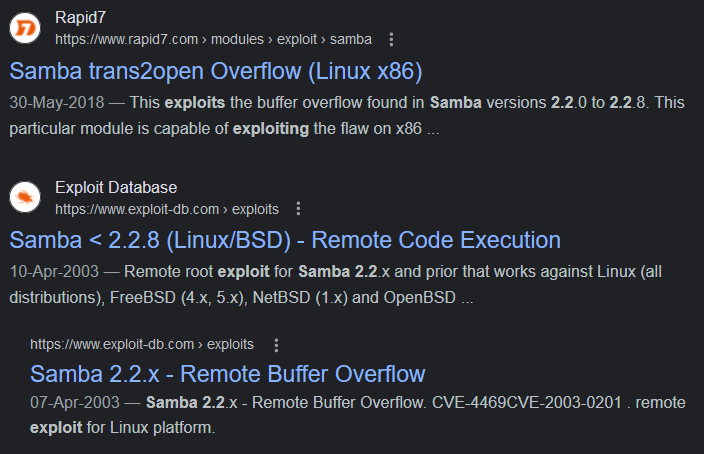 Rapid7
https://www.rapid7.com › modules › exploit › samba
Samba trans2open Overflow (Linux x86)
30-May-2018 — This exploits the buffer overflow found in Samba versions 2.2.0 to 2.2.8. This
particular module is capable of exploiting the flaw on x86 ...
Exploit Database
https://www.exploit-db.com › exploits
Samba < 2.2.8 (Linux/BSD) - Remote Code Execution
10-Apr-2003 — Remote root exploit for Samba 2.2.x and prior that works against Linux (all
distributions), FreeBSD (4.x, 5.x), NetBSD (1.x) and OpenBSD ...
https://www.exploit-db.com › exploits
Samba 2.2.x - Remote Buffer Overflow
07-Apr-2003 — Samba 2.2.x - Remote Buffer Overflow. CVE-4469CVE-2003-0201 . remote
exploit for Linux platform.